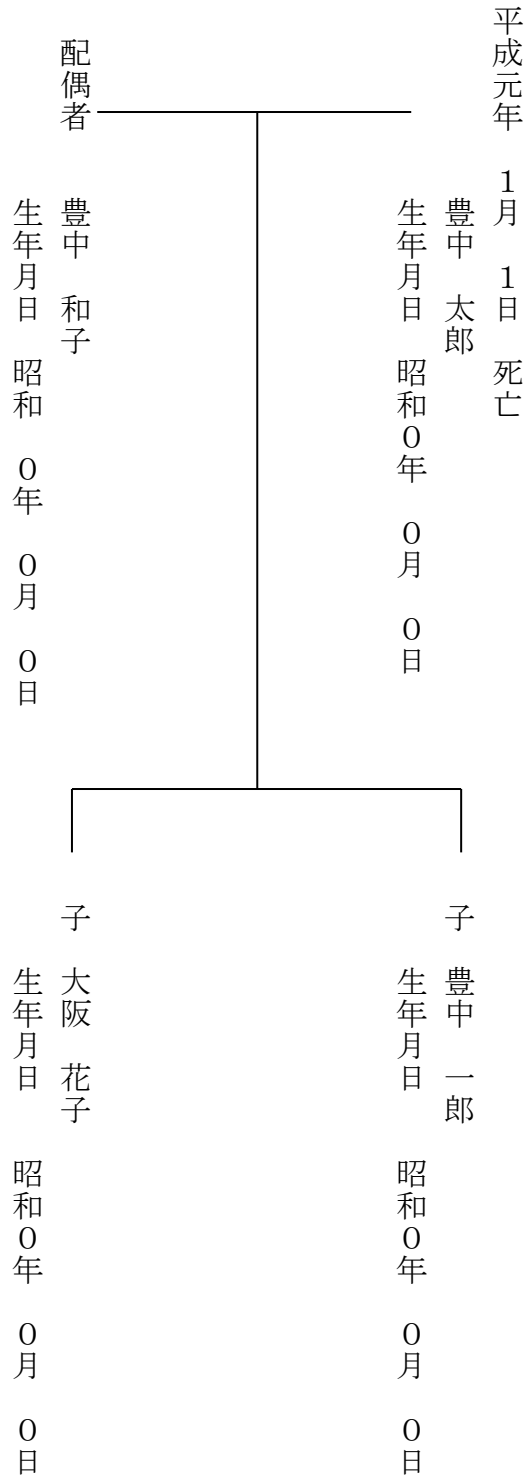 平成元年 1月 1日 死亡
豊中 太郎
生年月日 昭和0年 0月 0日
配偶者 豊中 和子
生年月日 昭和 0年 0月 0日
子 豊中 一郎
生年月日 昭和0年 0月 0日
子 大阪 花子
生年月日 昭和0年 0月 0日